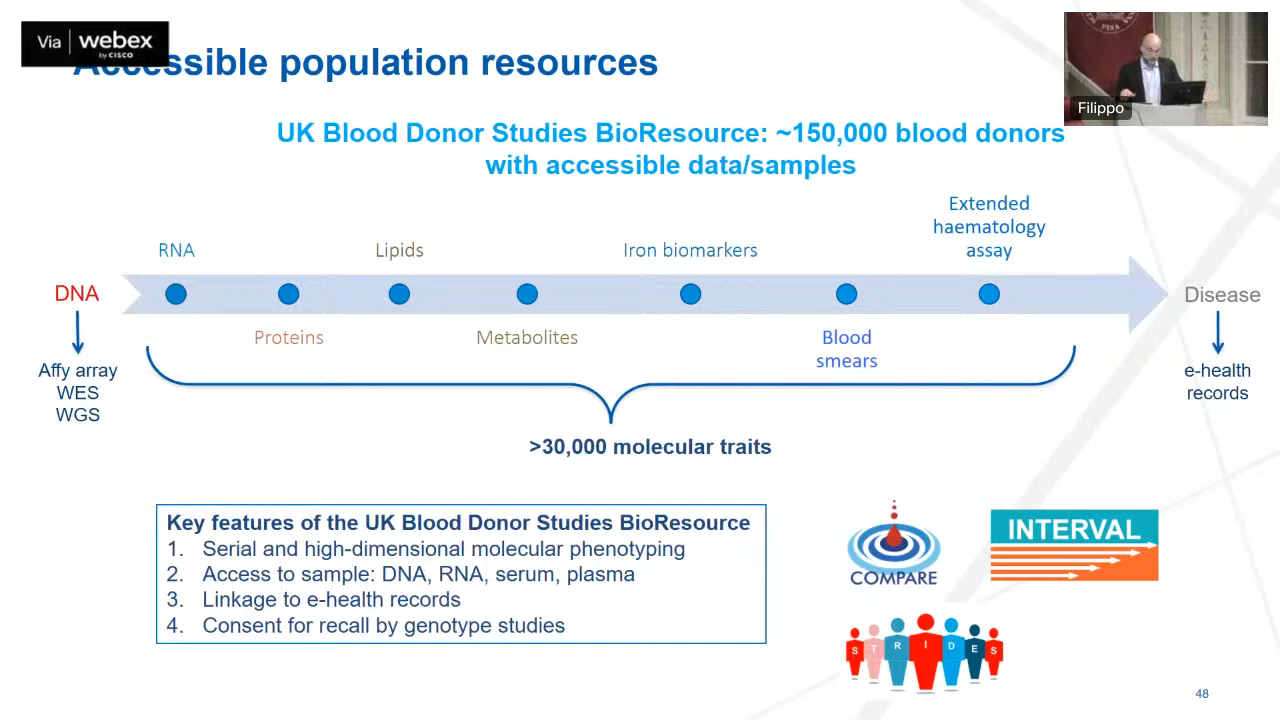 Via webex
by CISCO
Accessible population resources
PISA
Filippo
UK Blood Donor Studies BioResource: ~150,000 blood donors
with accessible data/samples
Extended
haematology
assay
RNA
Lipids
Iron biomarkers
DNA
Disease
Proteins
Metabolites
Blood
smears
Affy array
WES
WGS
e-health
records
>30,000 molecular traits
Key features of the UK Blood Donor Studies BioResource
1. Serial and high-dimensional molecular phenotyping
2. Access to sample: DNA, RNA, serum, plasma
3. Linkage to e-health records
4. Consent for recall by genotype studies
COMPARE
INTERVAL
STRIDES
48